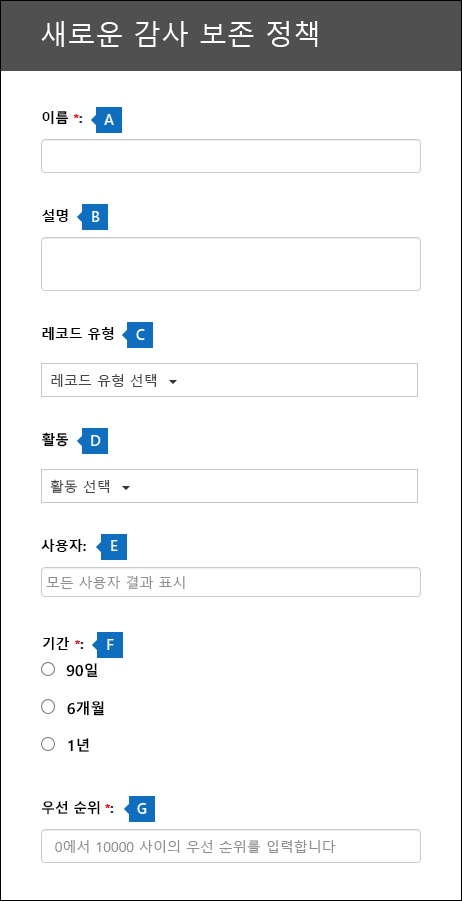 새로운 감사 보존 정책
이름 *: A
설명 B
레코드 유형 C
레코드 유형 선택
활동 D
활동 선택
사용자: E
모든 사용자 결과 표시
기간 *: F
90일
6개월
1년
우선 순위 *: G
0에서 10000 사이의 우선 순위를 입력합니다